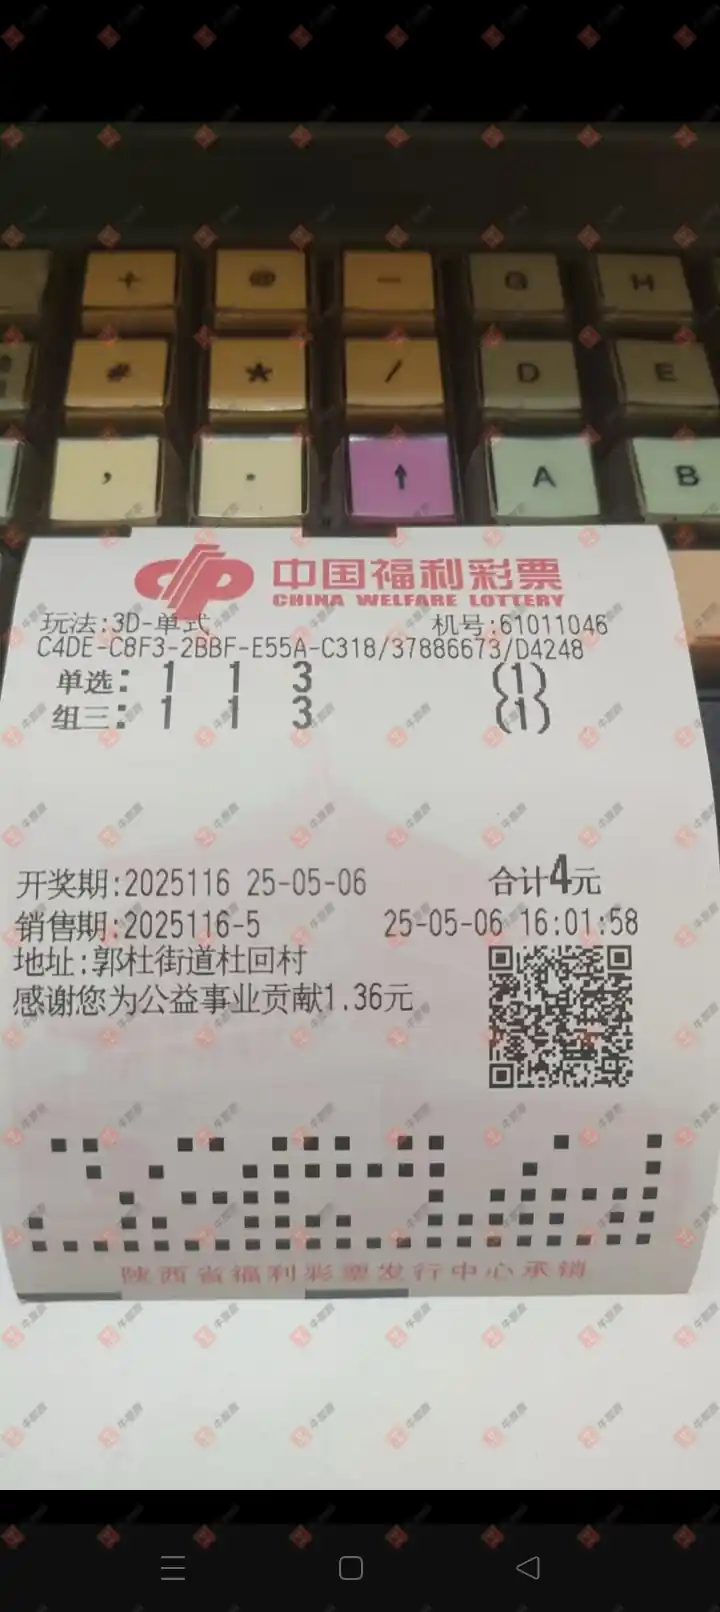 + @ - G H
# * / D E
, . ↑ A B
中国福利彩票
CHINA WELFARE LOTTERY
玩法:3D-单式 机号:61011046
C4DE-C8F3-2BBF-E55A-C318/37886673/D4248
单选: 1 1 3 (1)
组三: 1 1 3 (1)
开奖期:2025116 25-05-06 合计4元
销售期:2025116-5 25-05-06 16:01:58
地址:郭杜街道杜回村
感谢您为公益事业贡献1.36元
陕西省福利彩票发行中心承销